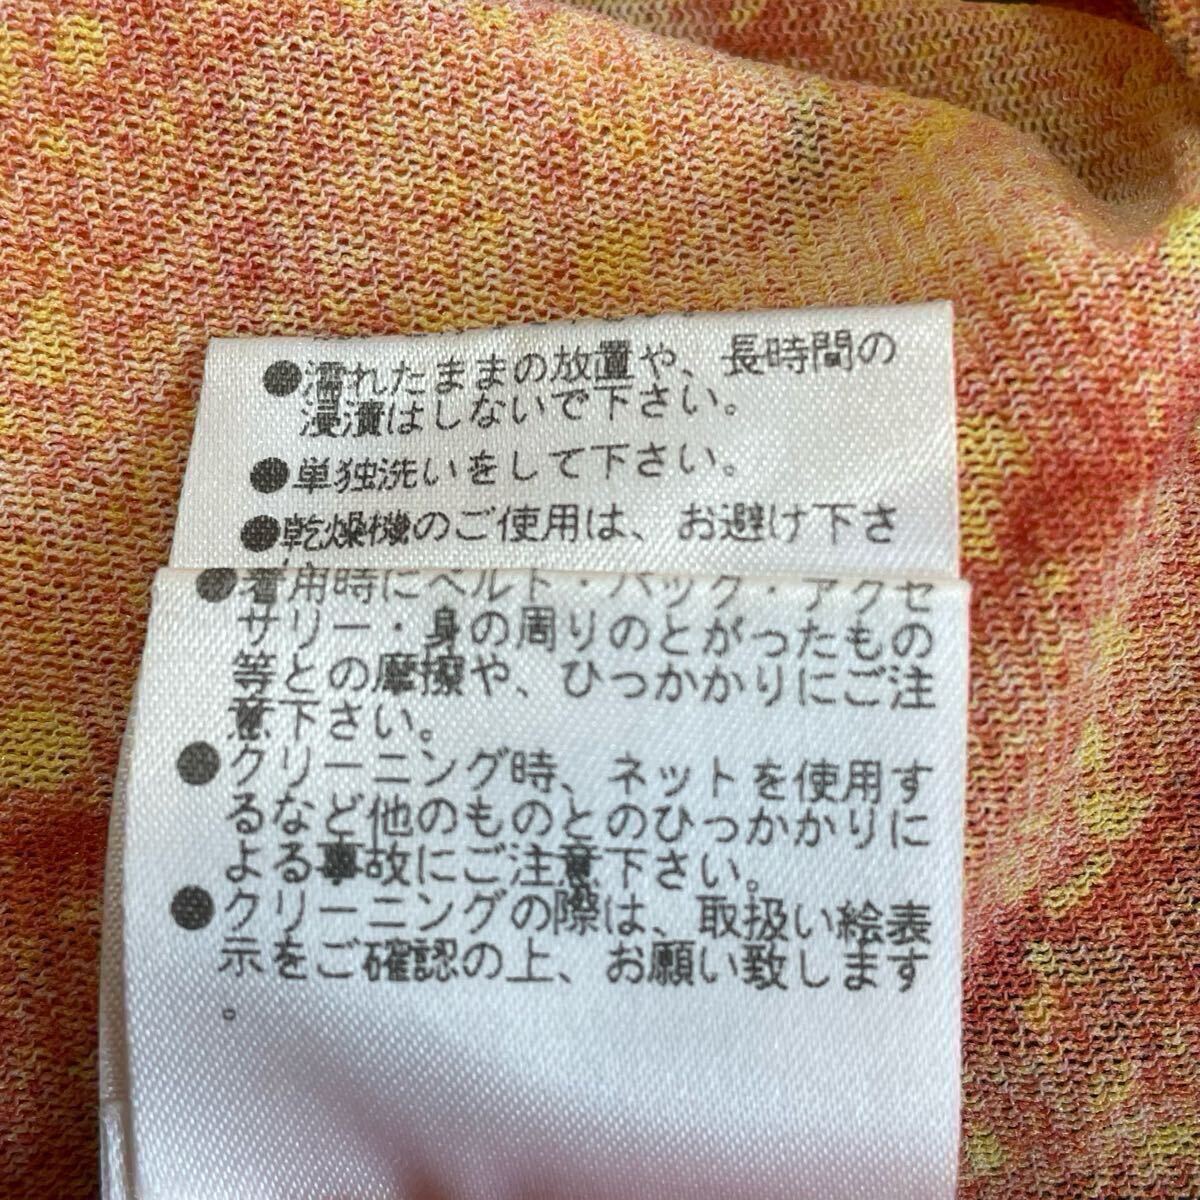 ●濡れたままの放置や、長時間の
浸漬はしないで下さい。
●単独洗いをして下さい。
●乾燥機のご使用は、お避け下さ
●着用時にベルト・バッグ・アクセ
サリー・身の周りのとがったもの
等との摩擦や、ひっかかりにご注
意下さい。
●クリーニング時、ネットを使用す
るなど他のものとのひっかかりに
よる事故にご注意下さい。
●クリーニングの際は、取扱い絵表
示をご確認の上、お願い致します
。